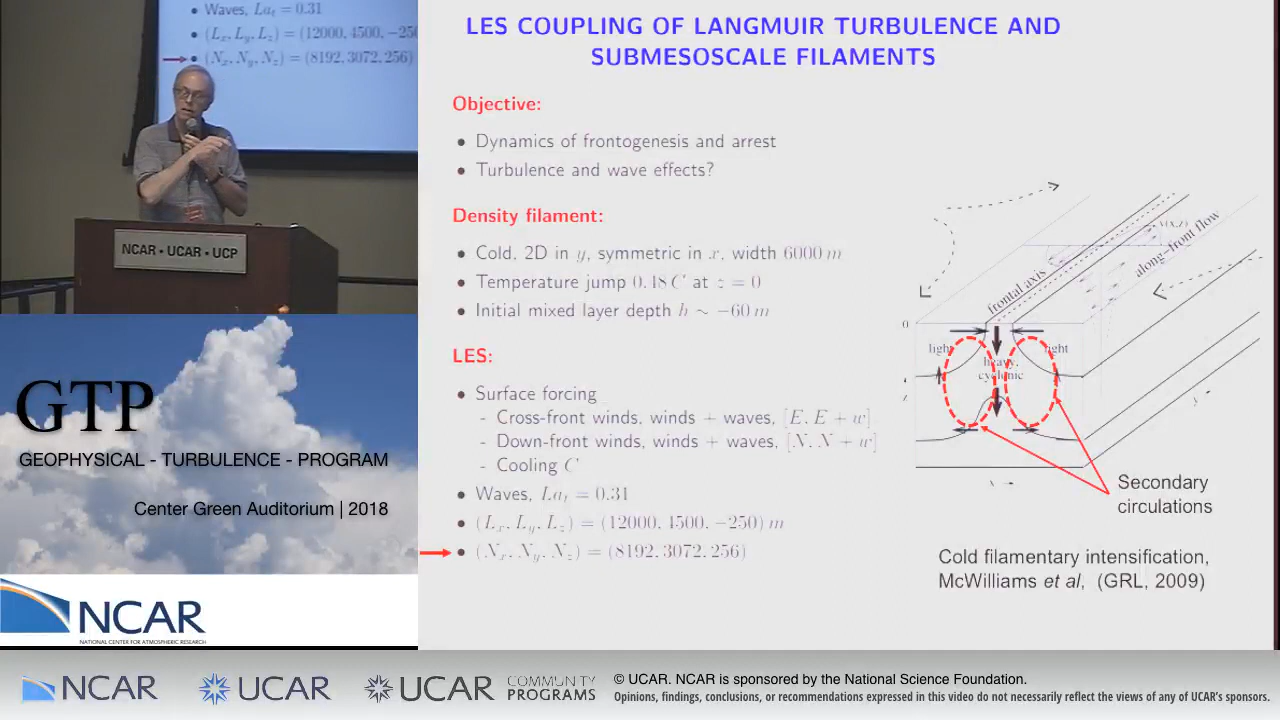 • Waves, La_t = 0.31
• (L_x, L_y, L_z) = (12000, 4500, −250
• (N_x, N_y, N_z) = (8192, 3072, 256)
NCAR • UCAR • UCP
GTP
GEOPHYSICAL - TURBULENCE - PROGRAM
Center Green Auditorium | 2018
NCAR
NATIONAL CENTER FOR ATMOSPHERIC RESEARCH
LES COUPLING OF LANGMUIR TURBULENCE AND
SUBMESOSCALE FILAMENTS
Objective:
• Dynamics of frontogenesis and arrest
• Turbulence and wave effects?
Density filament:
• Cold, 2D in y, symmetric in x, width 6000 m
• Temperature jump 0.18 C at z = 0
• Initial mixed layer depth h ∼ −60 m
LES:
• Surface forcing
- Cross-front winds, winds + waves, [E, E + w]
- Down-front winds, winds + waves, [N, N + w]
- Cooling C
• Waves, La_t = 0.31
• (L_x, L_y, L_z) = (12000, 4500, −250) m
• (N_x, N_y, N_z) = (8192, 3072, 256)
v(x,z)
along-front flow
frontal axis
0
light
heavy,
cyclonic
light
Secondary
circulations
Cold filamentary intensification,
McWilliams et al, (GRL, 2009)
NCAR
UCAR
UCAR
COMMUNITY
PROGRAMS
© UCAR. NCAR is sponsored by the National Science Foundation.
Opinions, findings, conclusions, or recommendations expressed in this video do not necessarily reflect the views of any of UCAR's sponsors.